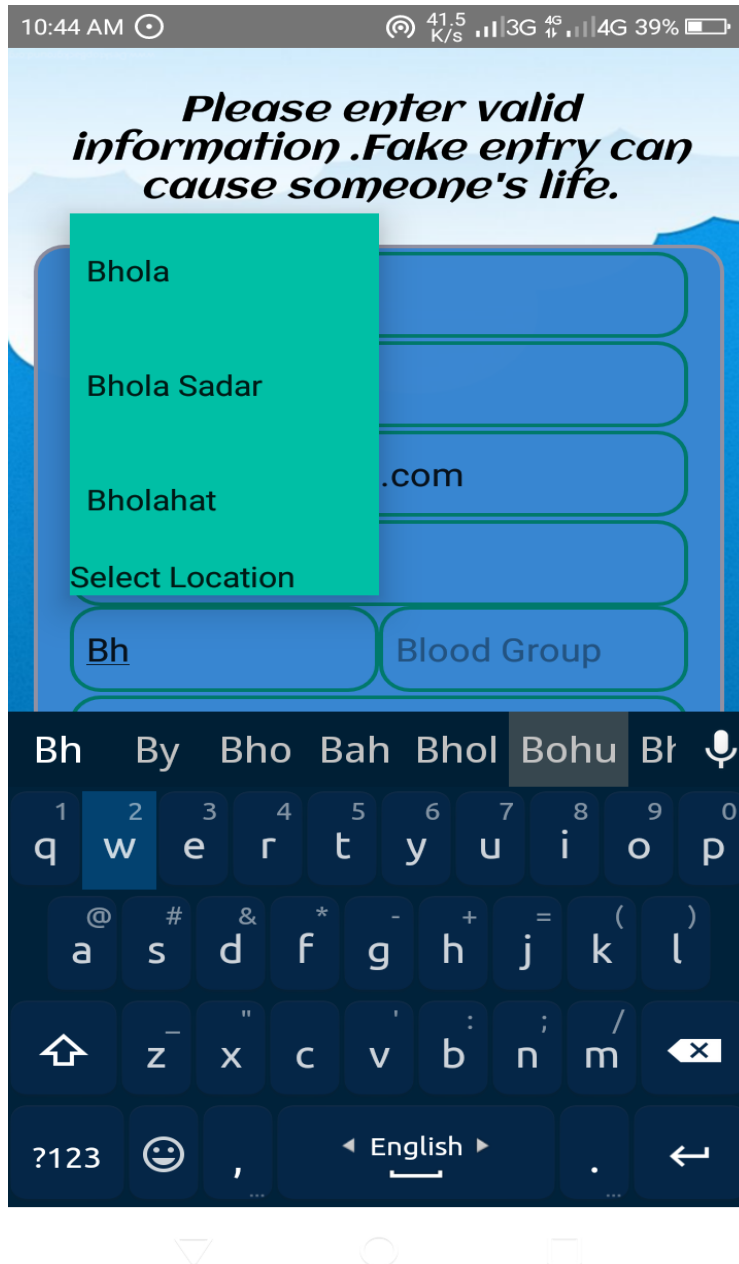 10:44 AM 41.5 K/s 3G 4G 4G 39%
Please enter valid
information .Fake entry can
cause someone's life.
Bhola
Bhola Sadar
.com
Bholahat
Select Location
Bh Blood Group
Bh By Bho Bah Bhol Bohu
1 2 3 4 5 6 7 8 9 0
q w e r t y u i o p
@ # & * - + = ( )
a s d f g h j k l
_ " ' : ; /
z x c v b n m
?123 , ◄ English ► .